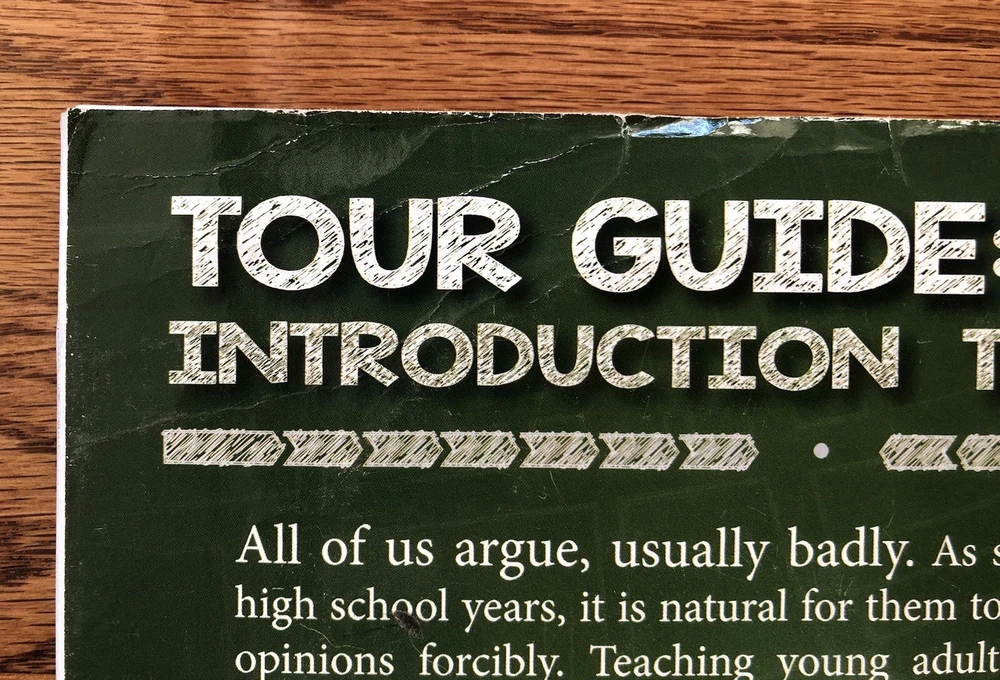 TOUR GUIDE:
INTRODUCTION
All of us argue, usually badly. As
high school years, it is natural for them to
opinions forcibly. Teaching young